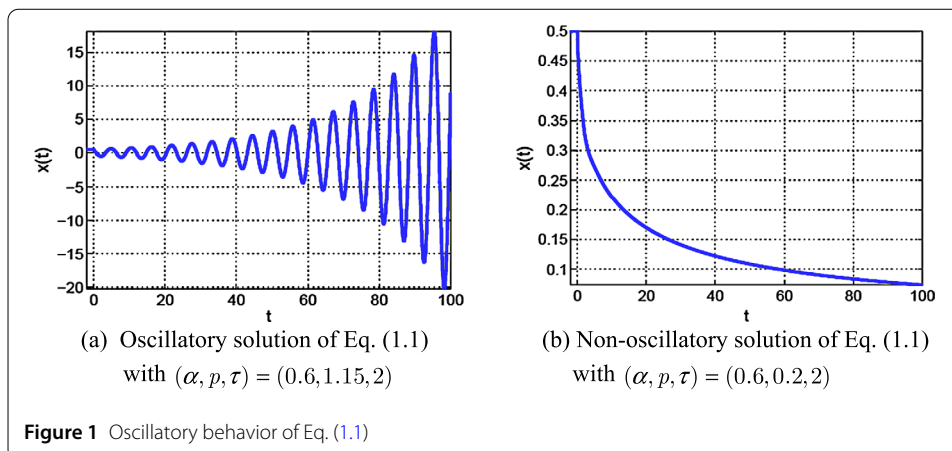 15
10
5
0
−5
−10
−15
−20
x(t)
0 20 40 60 80 100
t
(a) Oscillatory solution of Eq. (1.1)
with (α, p, τ) = (0.6, 1.15, 2)
0.5
0.45
0.4
0.35
0.3
0.25
0.2
0.15
0.1
x(t)
0 20 40 60 80 100
t
(b) Non-oscillatory solution of Eq. (1.1)
with (α, p, τ) = (0.6, 0.2, 2)
Figure 1 Oscillatory behavior of Eq. (1.1)